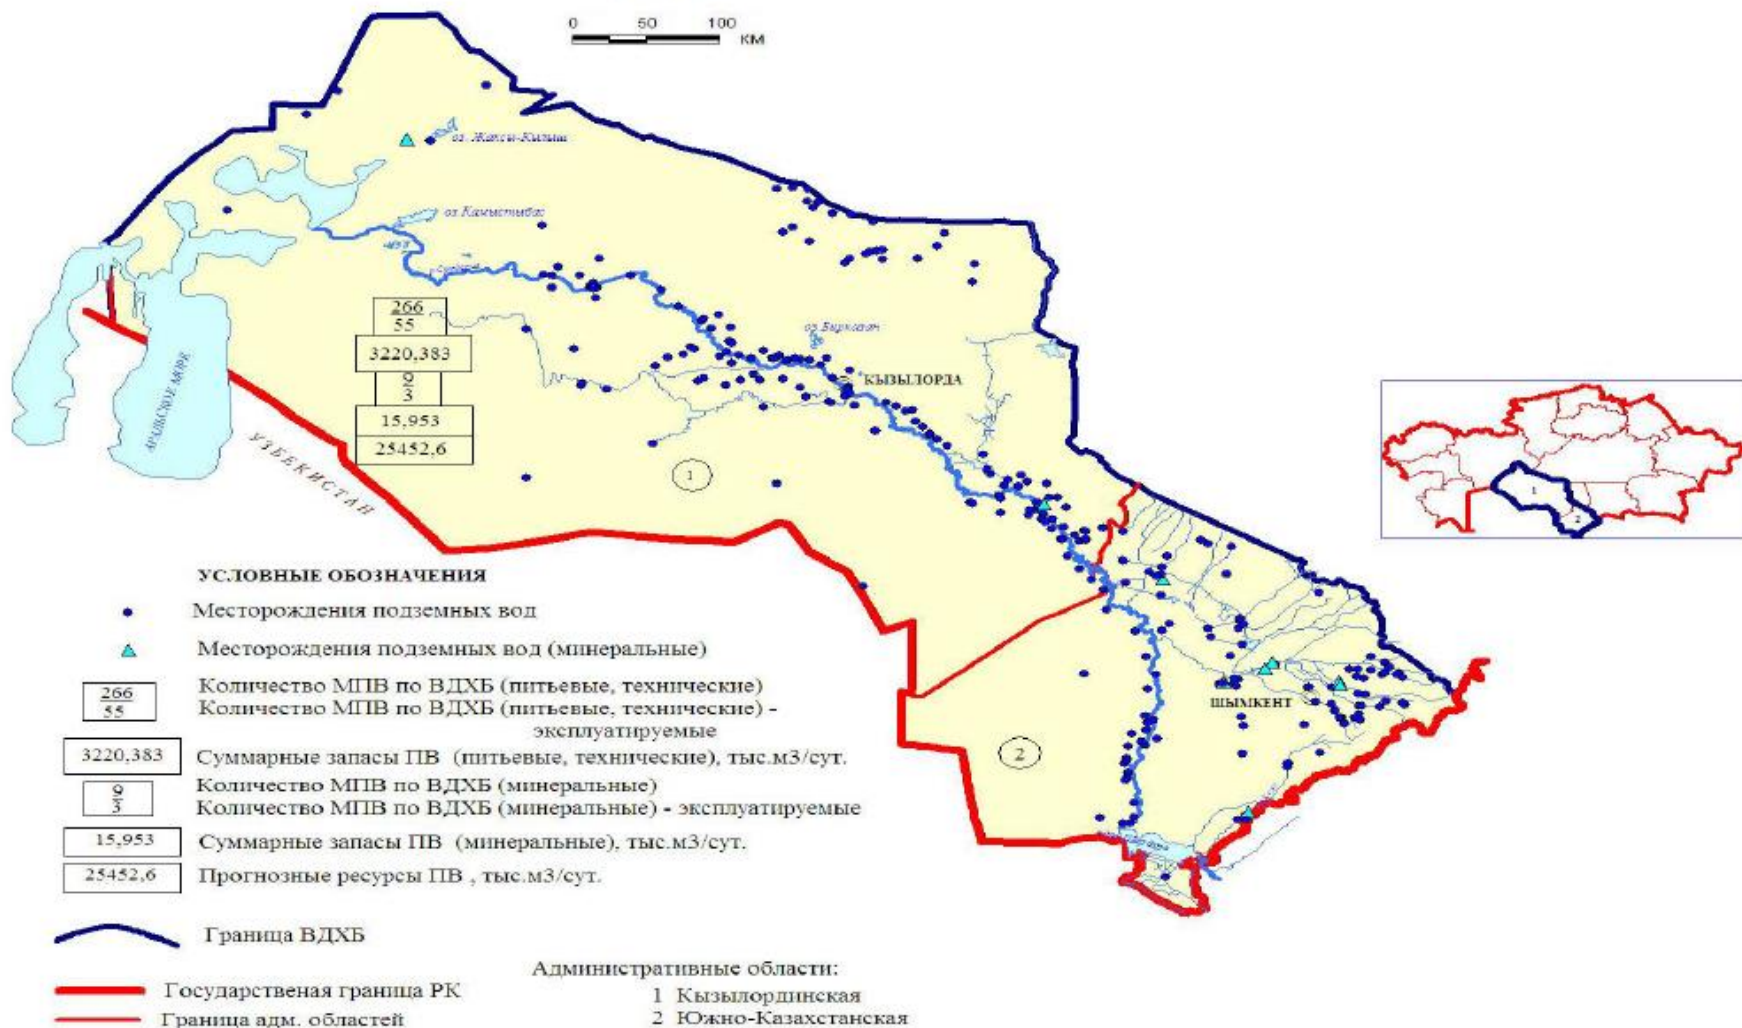 0 50 100
КМ
оз. Жаксы-Кылыш
оз.Камыстыбас
266
55
3220,383
9
3
15,953
25452,6
КЫЗЫЛОРДА
АРАЛЬСКОЕ МОРЕ
УЗБЕКИСТАН
1
1
2
ШЫМКЕНТ
2
УСЛОВНЫЕ ОБОЗНАЧЕНИЯ
Месторождения подземных вод
Месторождения подземных вод (минеральные)
266 Количество МПВ по ВДХБ (питьевые, технические)
55 Количество МПВ по ВДХБ (питьевые, технические) -
эксплуатируемые
3220,383 Суммарные запасы ПВ (питьевые, технические), тыс.м3/сут.
9 Количество МПВ по ВДХБ (минеральные)
3 Количество МПВ по ВДХБ (минеральные) - эксплуатируемые
15,953 Суммарные запасы ПВ (минеральные), тыс.м3/сут.
25452,6 Прогнозные ресурсы ПВ , тыс.м3/сут.
Граница ВДХБ
Государственая граница РК
Граница адм. областей
Административные области:
1 Кызылординская
2 Южно-Казахстанская